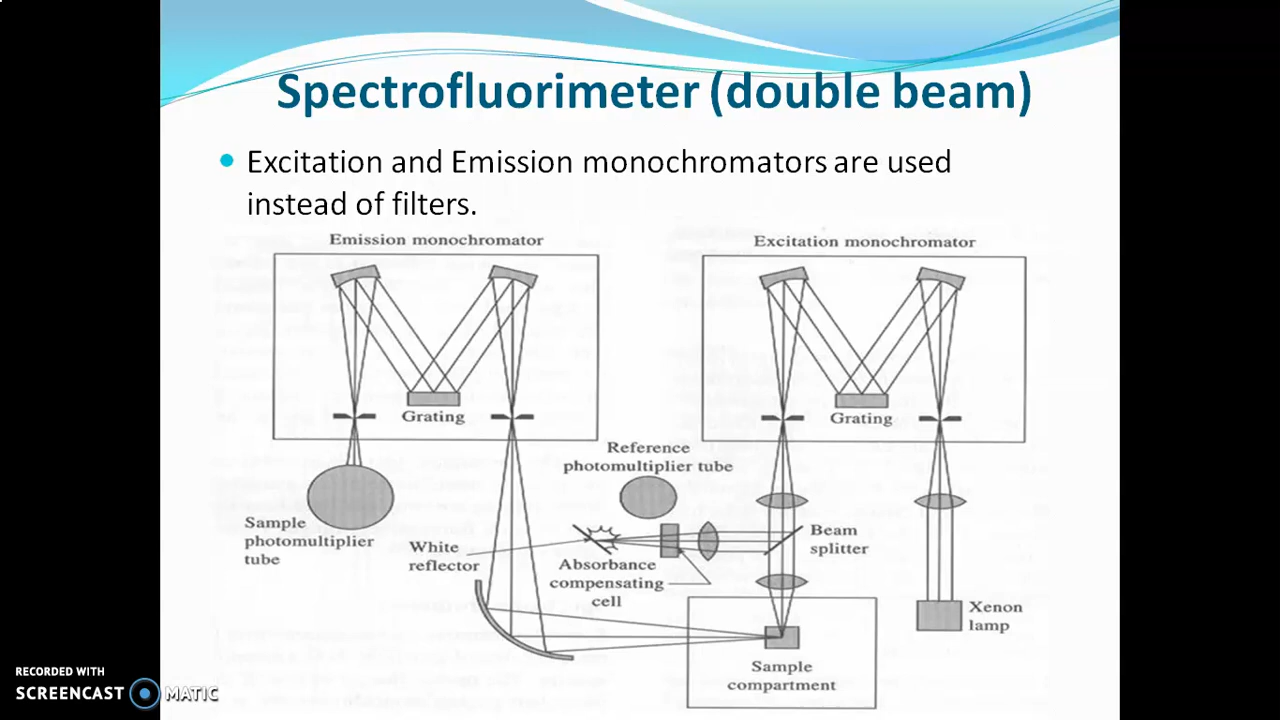 Spectrofluorimeter (double beam)
• Excitation and Emission monochromators are used
instead of filters.
Emission monochromator
Excitation monochromator
Grating
Grating
Reference
photomultiplier tube
Sample
photomultiplier
tube
White
reflector
Absorbance
compensating
cell
Beam
splitter
Xenon
lamp
Sample
compartment
RECORDED WITH
SCREENCAST MATIC